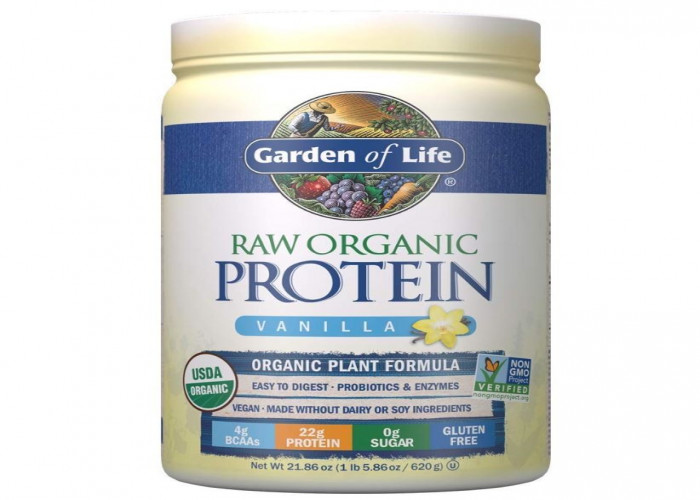 Garden of Life
®
RAW ORGANIC
PROTEIN
VANILLA
ORGANIC PLANT FORMULA
USDA
ORGANIC
EASY TO DIGEST · PROBIOTICS & ENZYMES
NON
GMO
Project
VERIFIED
nongmoproject.org
VEGAN · MADE WITHOUT DAIRY OR SOY INGREDIENTS
4g
BCAAs
22g
PROTEIN
0g
SUGAR
GLUTEN
FREE
Net Wt 21.86 oz (1 lb 5.86 oz / 620 g) U